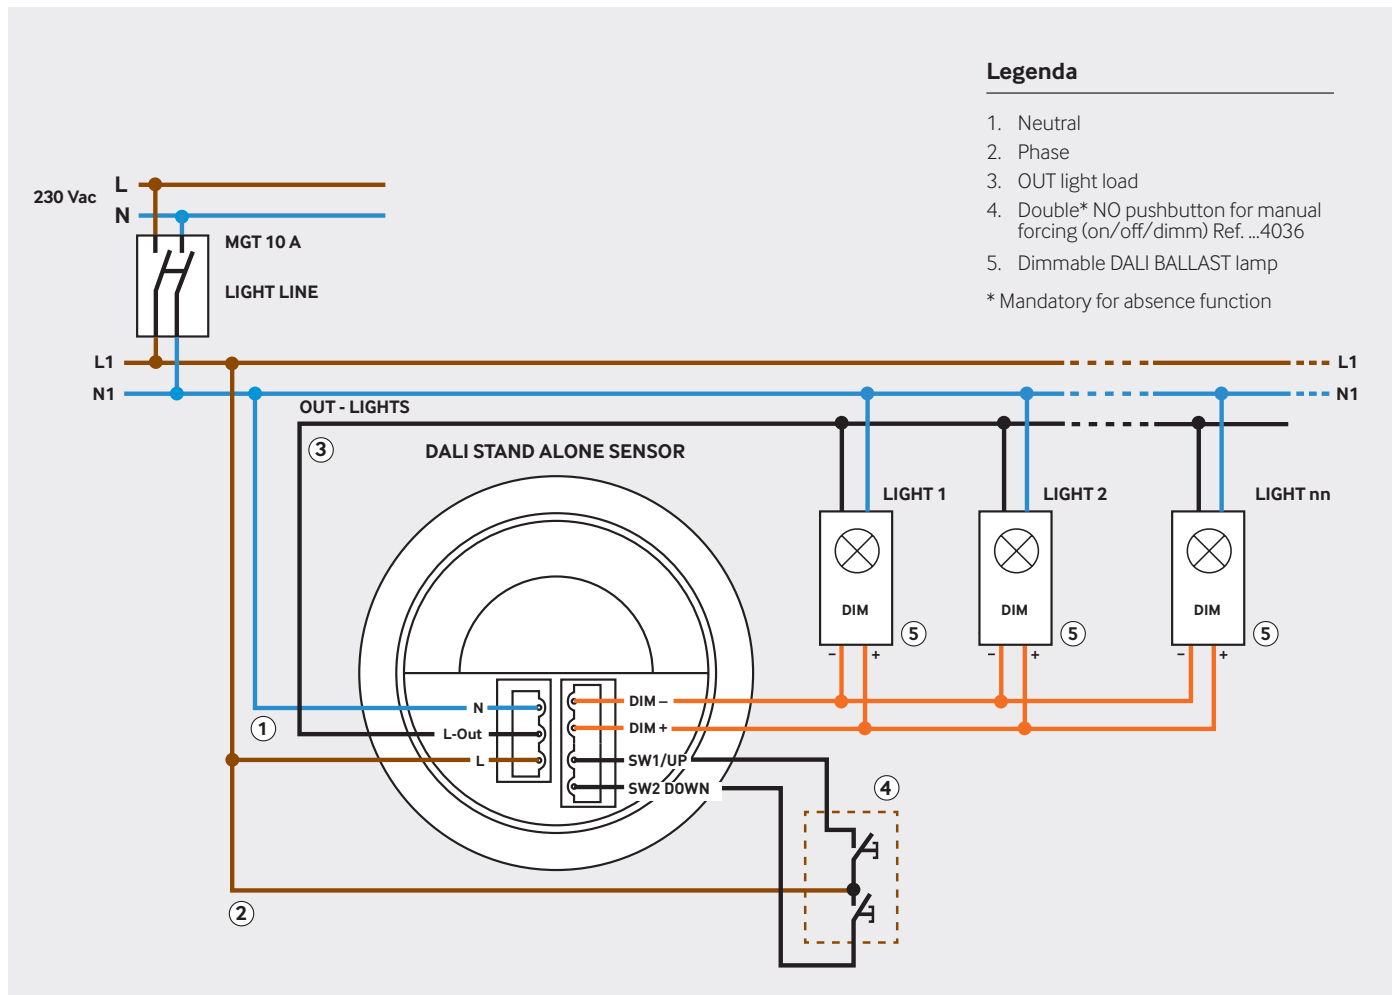 Legenda
1. Neutral
2. Phase
3. OUT light load
4. Double* NO pushbutton for manual
forcing (on/off/dimm) Ref. ...4036
5. Dimmable DALI BALLAST lamp
* Mandatory for absence function
230 Vac
L
N
MGT 10 A
LIGHT LINE
L1
L1
N1
N1
OUT - LIGHTS
3
DALI STAND ALONE SENSOR
LIGHT 1
LIGHT 2
LIGHT nn
DIM
DIM
DIM
5
5
5
– +
– +
– +
N
L-Out
L
DIM –
DIM +
SW1/UP
SW2 DOWN
1
4
2